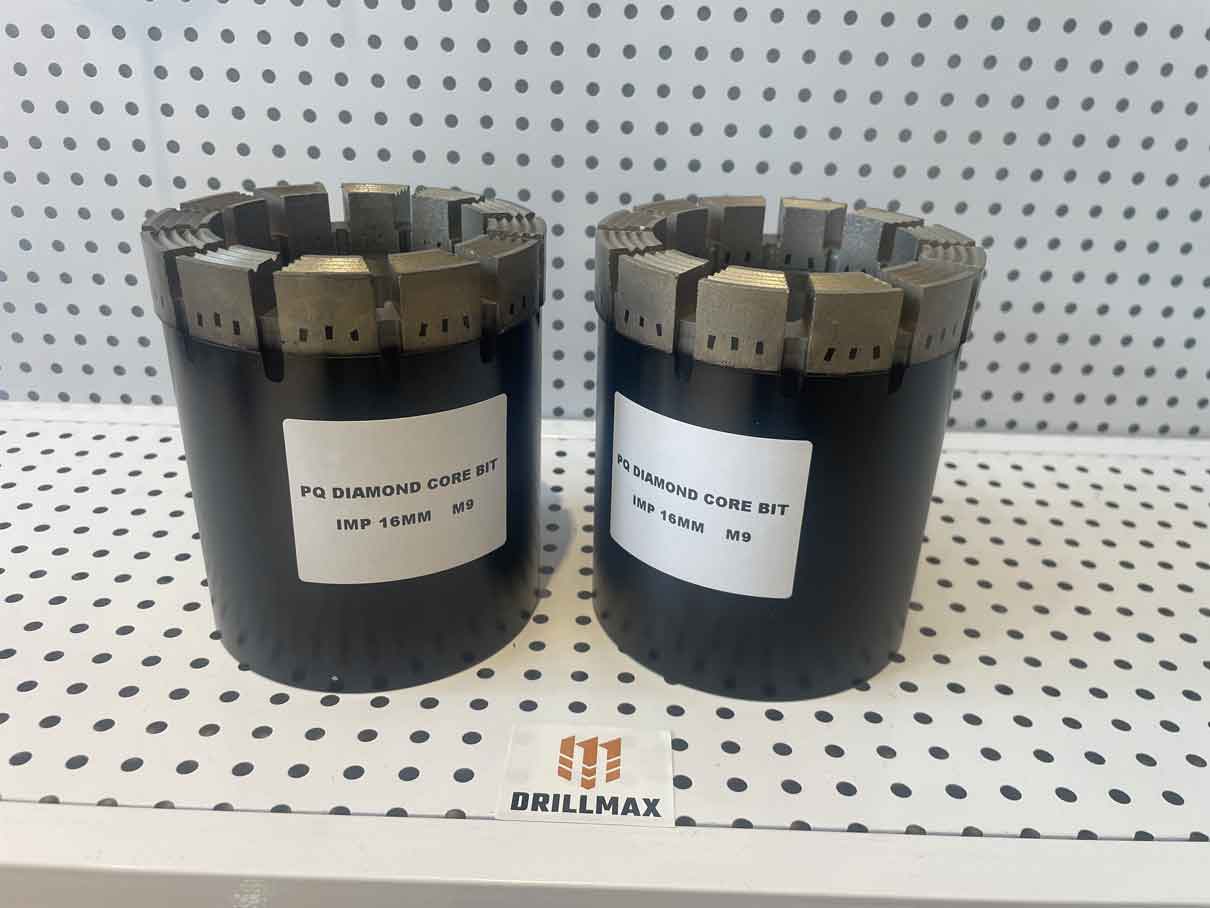 PQ DIAMOND CORE BIT
IMP 16MM M9
PQ DIAMOND CORE BIT
IMP 16MM M9
DRILLMAX